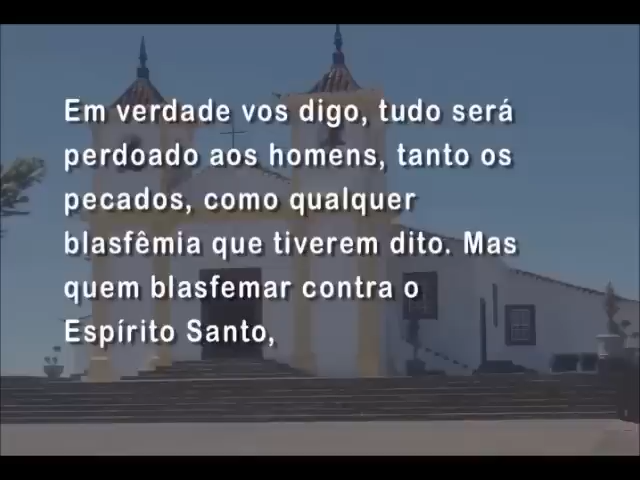 Em verdade vos digo, tudo será
perdoado aos homens, tanto os
pecados, como qualquer
blasfêmia que tiverem dito. Mas
quem blasfemar contra o
Espírito Santo,